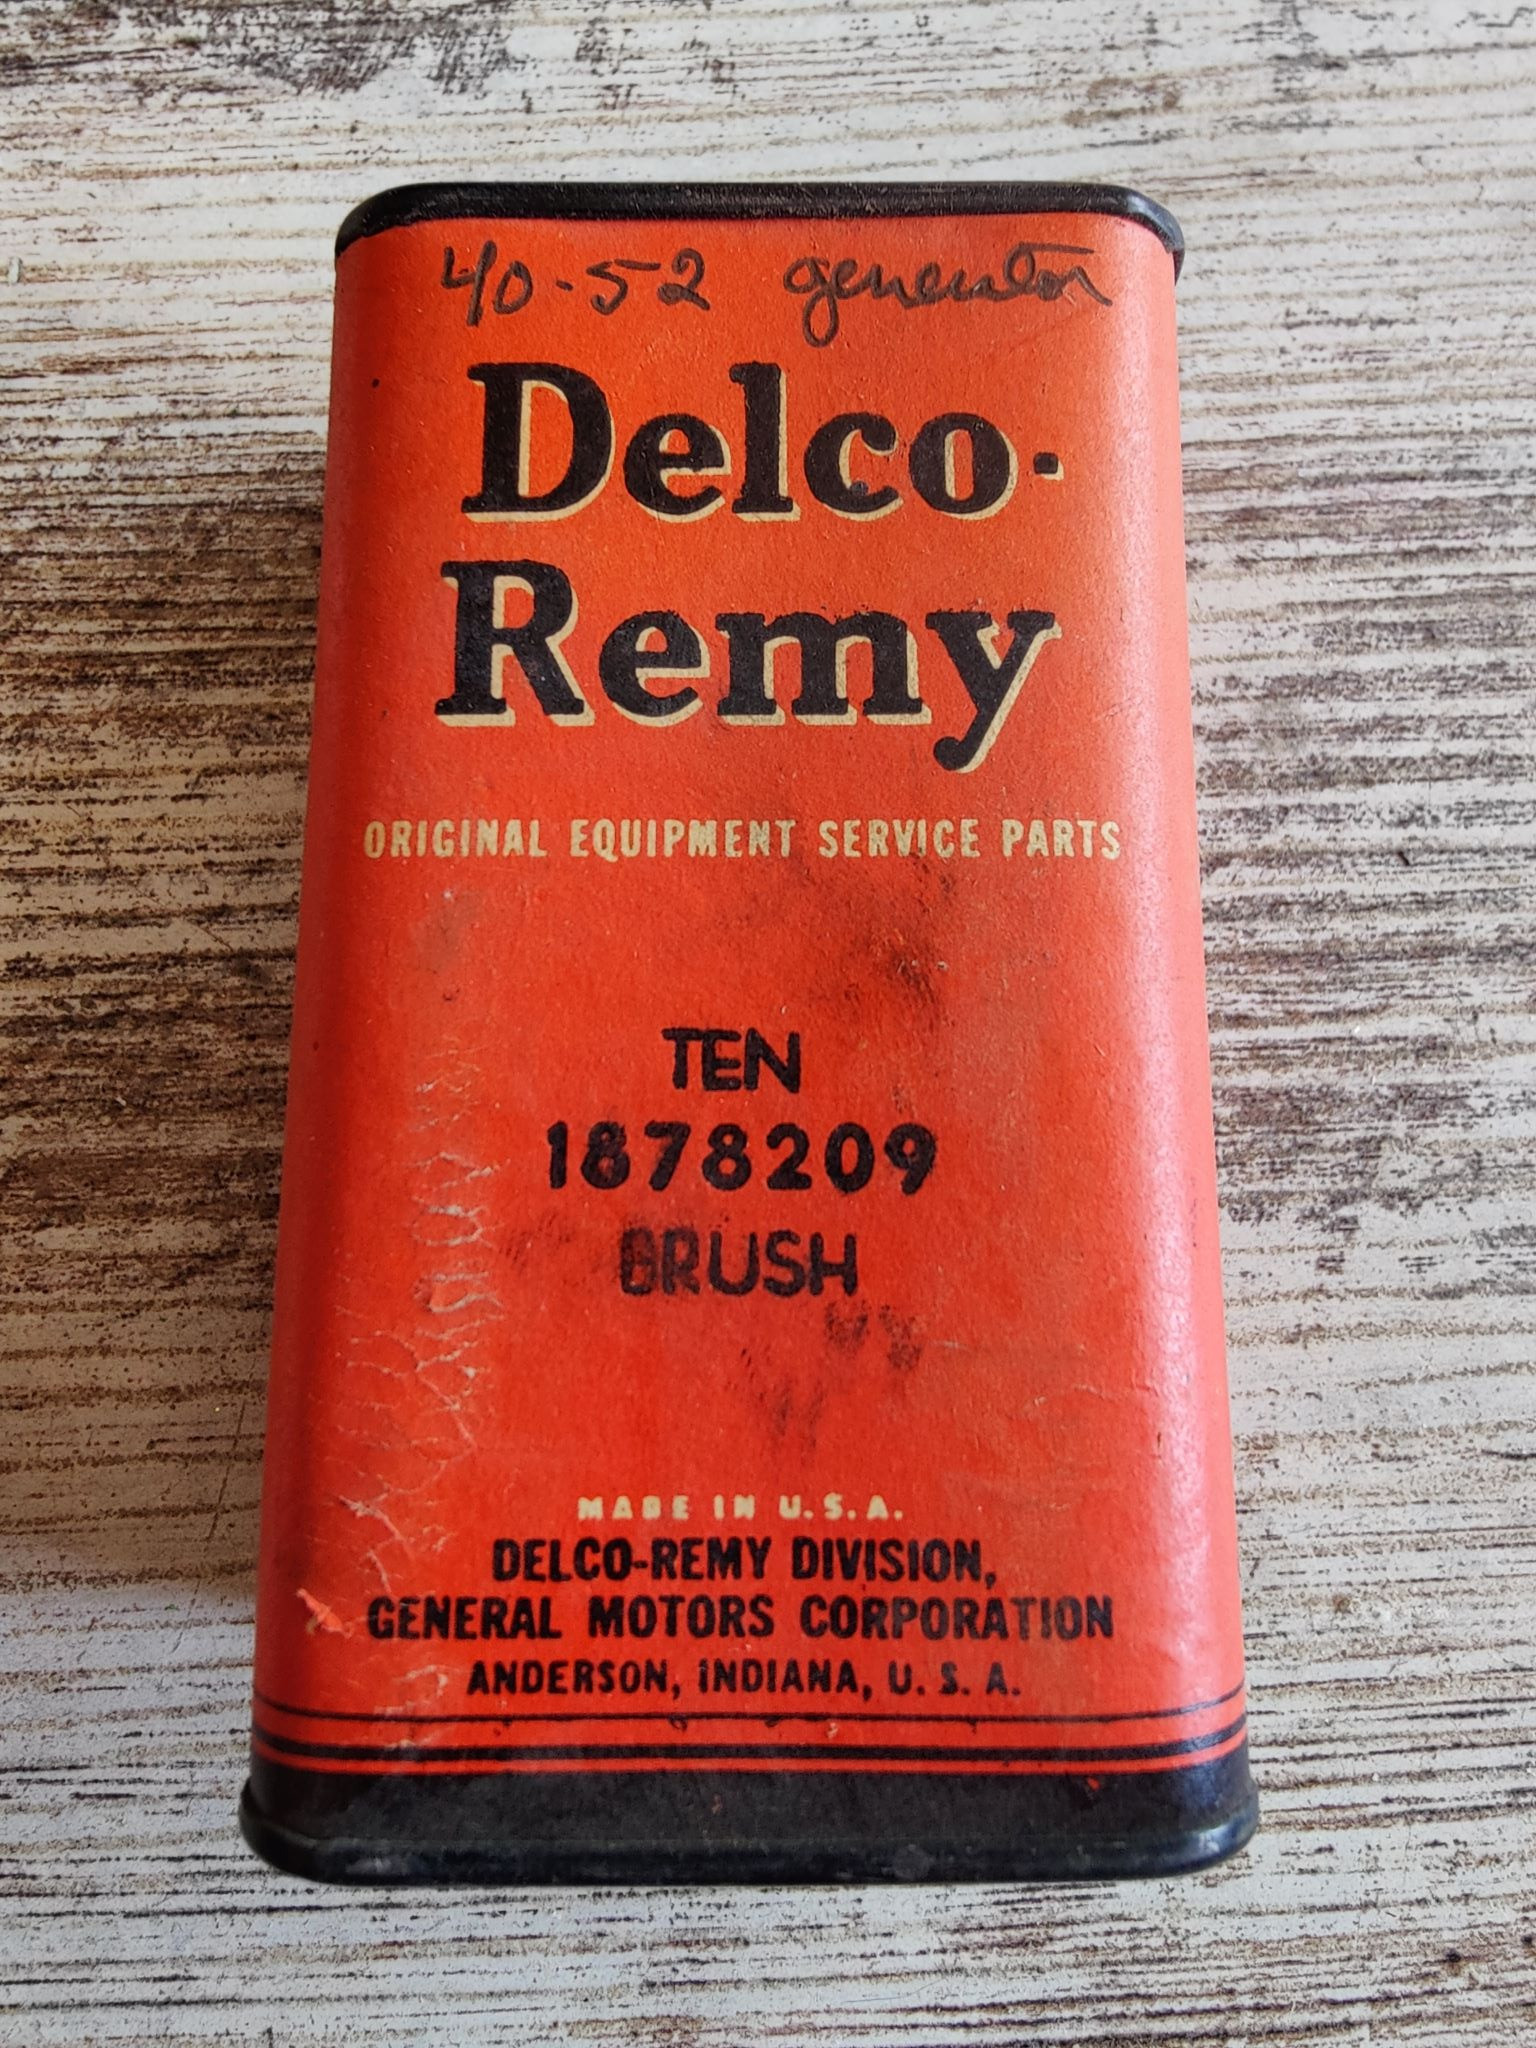 40-52 generator
Delco-
Remy
ORIGINAL EQUIPMENT SERVICE PARTS
TEN
1878209
BRUSH
MADE IN U.S.A.
DELCO-REMY DIVISION,
GENERAL MOTORS CORPORATION
ANDERSON, INDIANA, U. S. A.